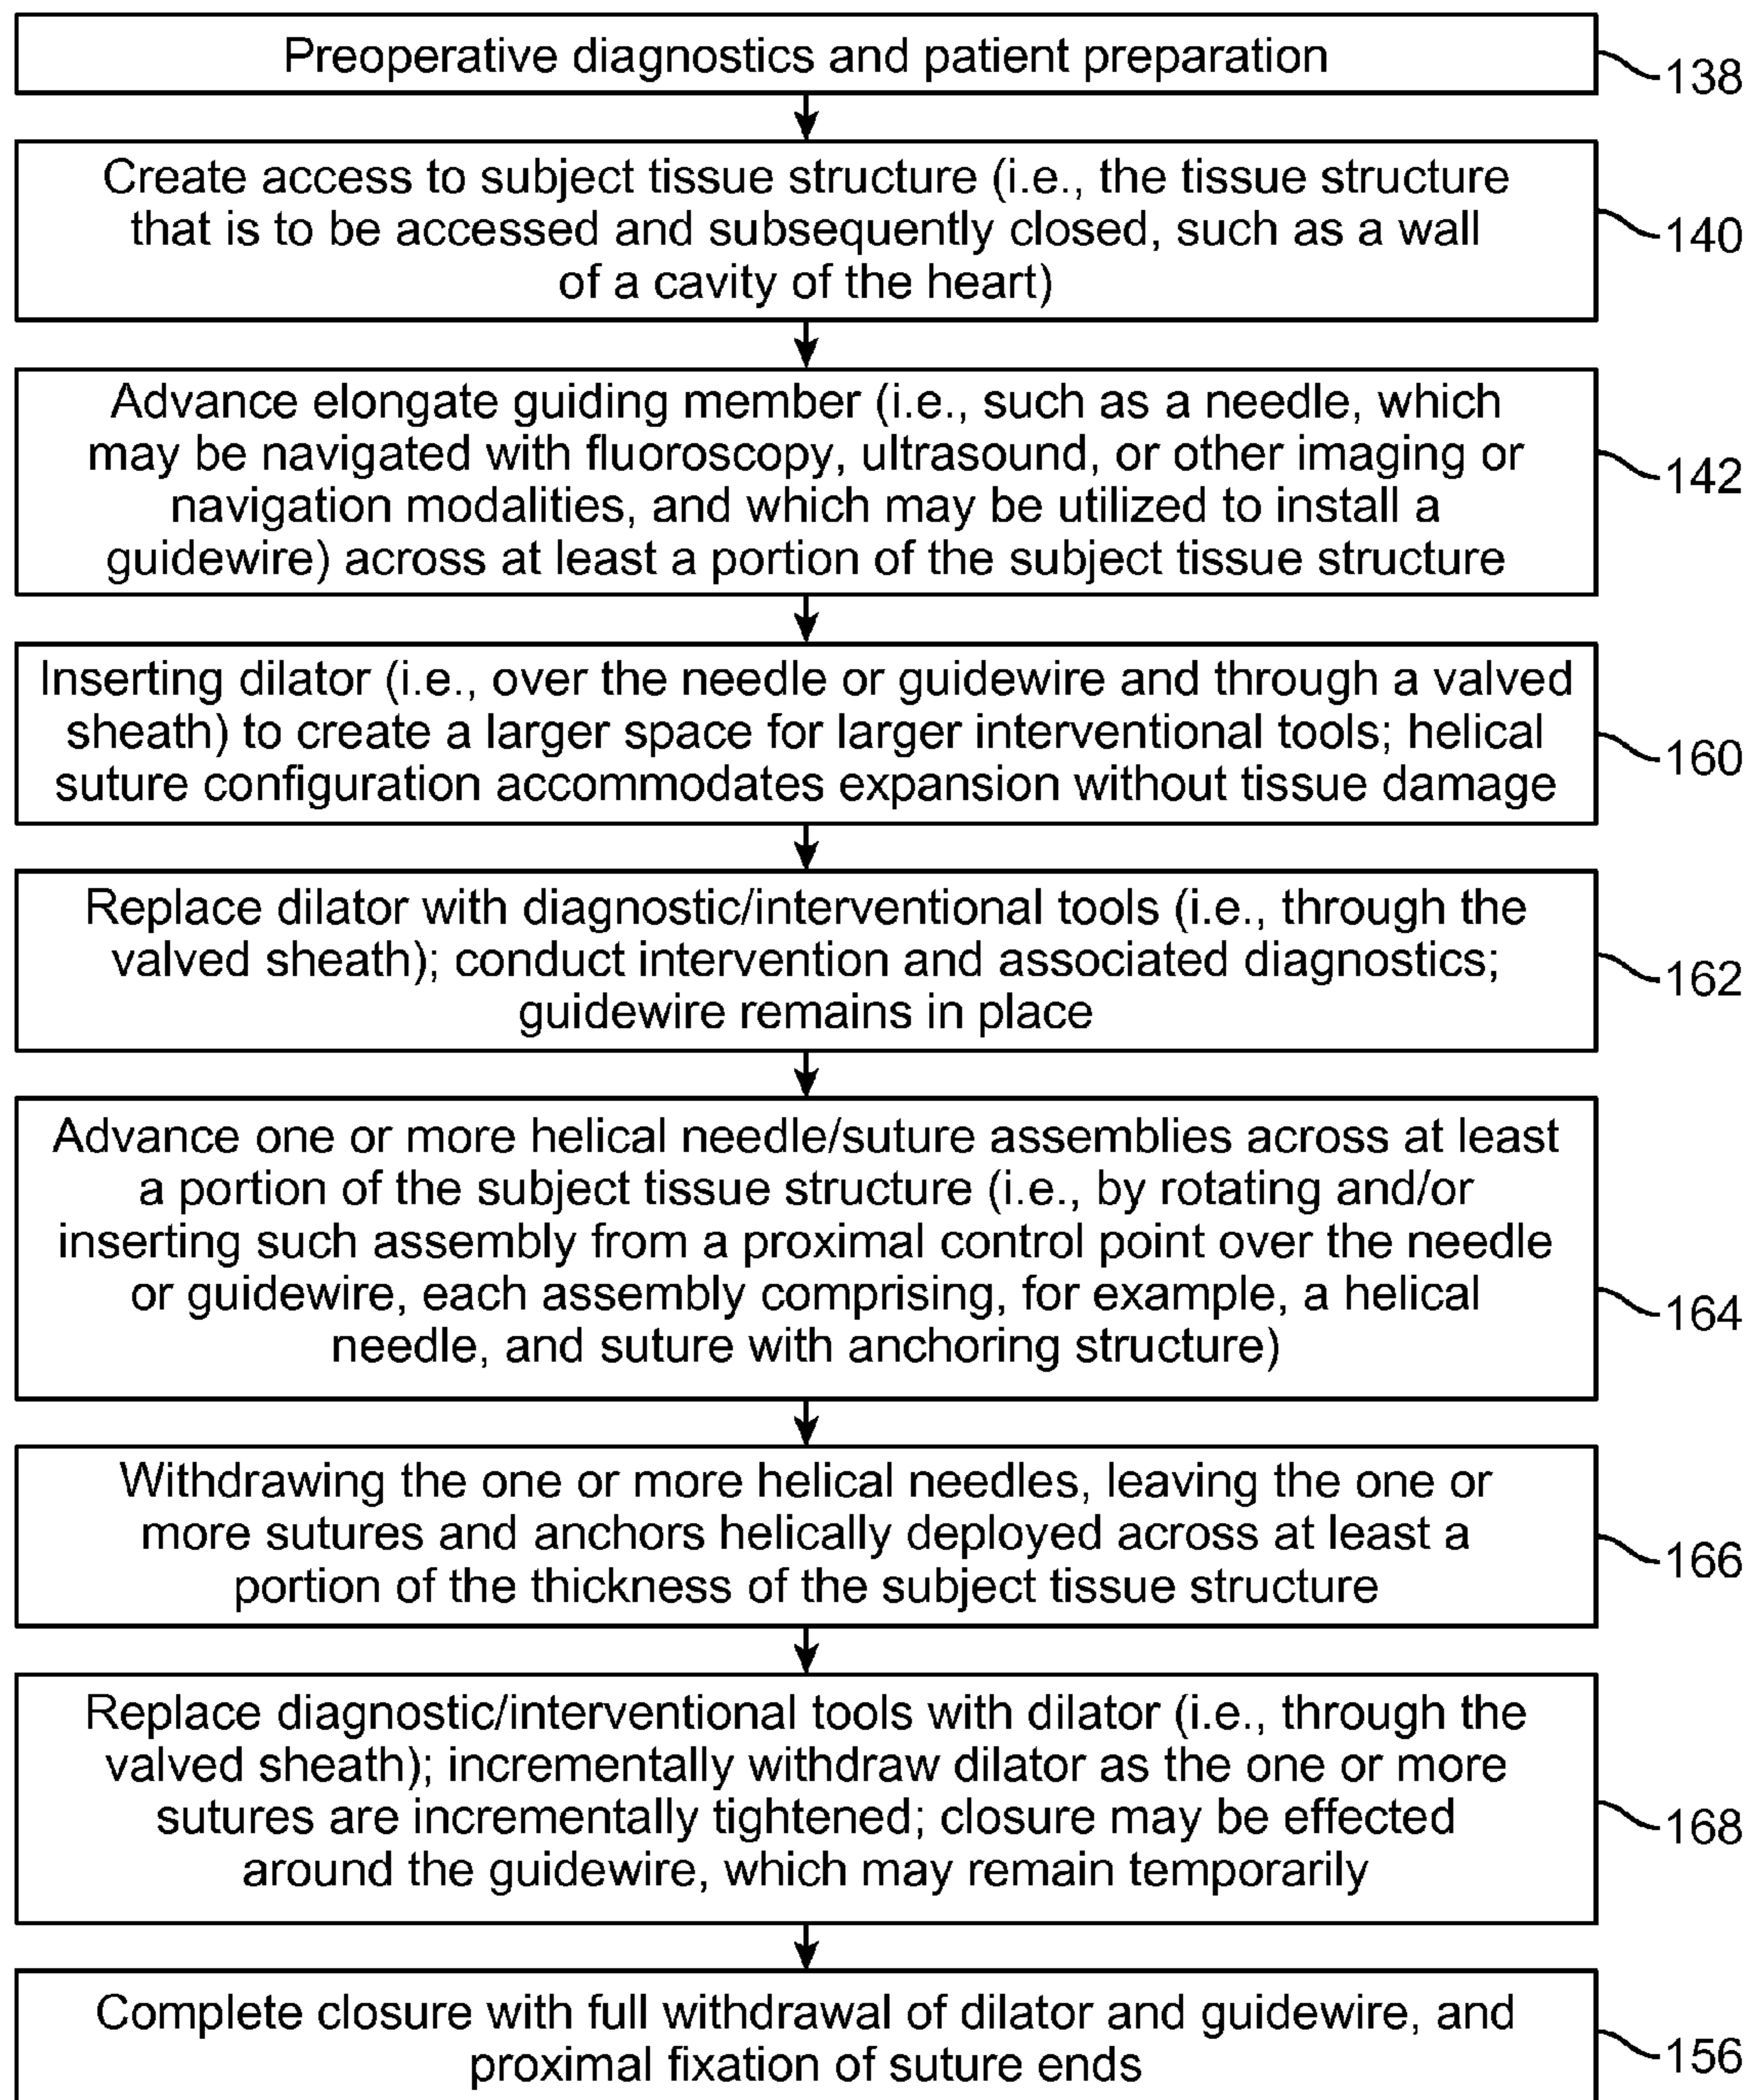 Preoperative diagnostics and patient preparation
138
Create access to subject tissue structure (i.e., the tissue structure
that is to be accessed and subsequently closed, such as a wall
of a cavity of the heart)
140
Advance elongate guiding member (i.e., such as a needle, which
may be navigated with fluoroscopy, ultrasound, or other imaging or
navigation modalities, and which may be utilized to install a
guidewire) across at least a portion of the subject tissue structure
142
Inserting dilator (i.e., over the needle or guidewire and through a valved
sheath) to create a larger space for larger interventional tools; helical
suture configuration accommodates expansion without tissue damage
160
Replace dilator with diagnostic/interventional tools (i.e., through the
valved sheath); conduct intervention and associated diagnostics;
guidewire remains in place
162
Advance one or more helical needle/suture assemblies across at least
a portion of the subject tissue structure (i.e., by rotating and/or
inserting such assembly from a proximal control point over the needle
or guidewire, each assembly comprising, for example, a helical
needle, and suture with anchoring structure)
164
Withdrawing the one or more helical needles, leaving the one or
more sutures and anchors helically deployed across at least a
portion of the thickness of the subject tissue structure
166
Replace diagnostic/interventional tools with dilator (i.e., through the
valved sheath); incrementally withdraw dilator as the one or more
sutures are incrementally tightened; closure may be effected
around the guidewire, which may remain temporarily
168
Complete closure with full withdrawal of dilator and guidewire, and
proximal fixation of suture ends
156